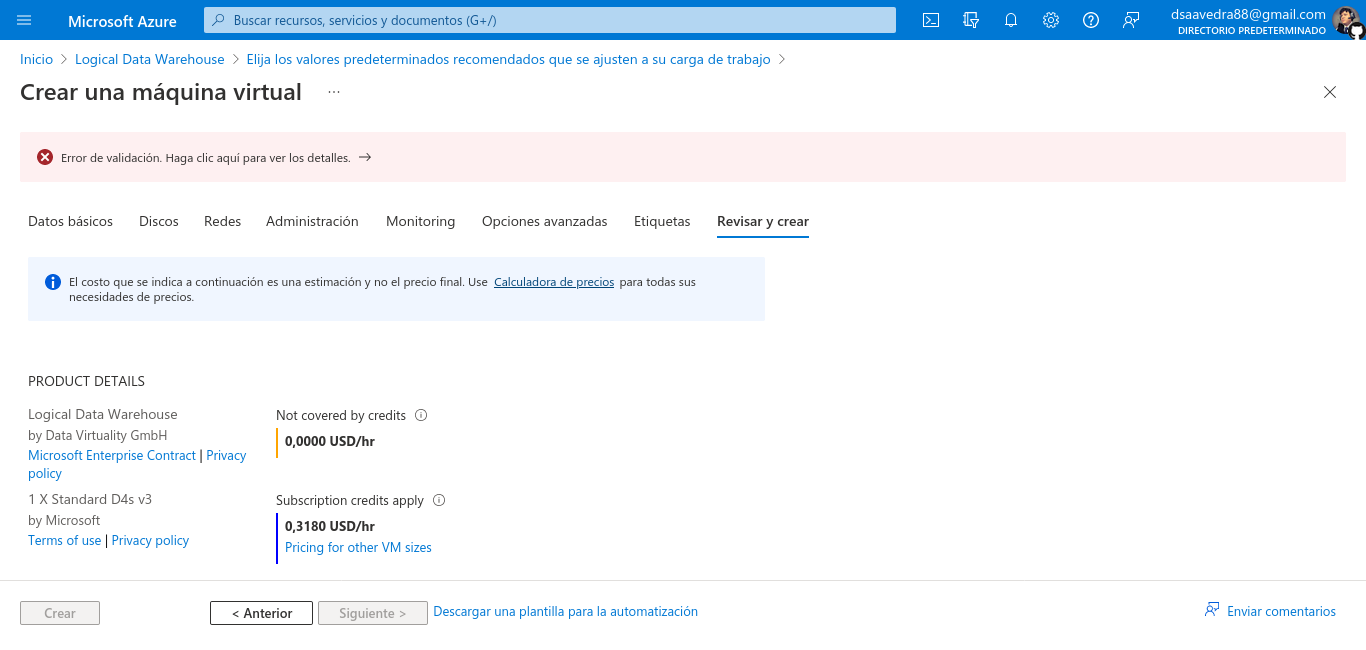 Microsoft Azure
Buscar recursos, servicios y documentos (G+/)
dsaavedra88@gmail.com
DIRECTORIO PREDETERMINADO
Inicio > Logical Data Warehouse > Elija los valores predeterminados recomendados que se ajusten a su carga de trabajo >
Crear una máquina virtual ...
Error de validación. Haga clic aquí para ver los detalles. →
Datos básicos Discos Redes Administración Monitoring Opciones avanzadas Etiquetas Revisar y crear
El costo que se indica a continuación es una estimación y no el precio final. Use Calculadora de precios para todas sus
necesidades de precios.
PRODUCT DETAILS
Logical Data Warehouse
by Data Virtuality GmbH
Microsoft Enterprise Contract | Privacy
policy
Not covered by credits
0,0000 USD/hr
1 X Standard D4s v3
by Microsoft
Terms of use | Privacy policy
Subscription credits apply
0,3180 USD/hr
Pricing for other VM sizes
Crear
< Anterior
Siguiente >
Descargar una plantilla para la automatización
Enviar comentarios